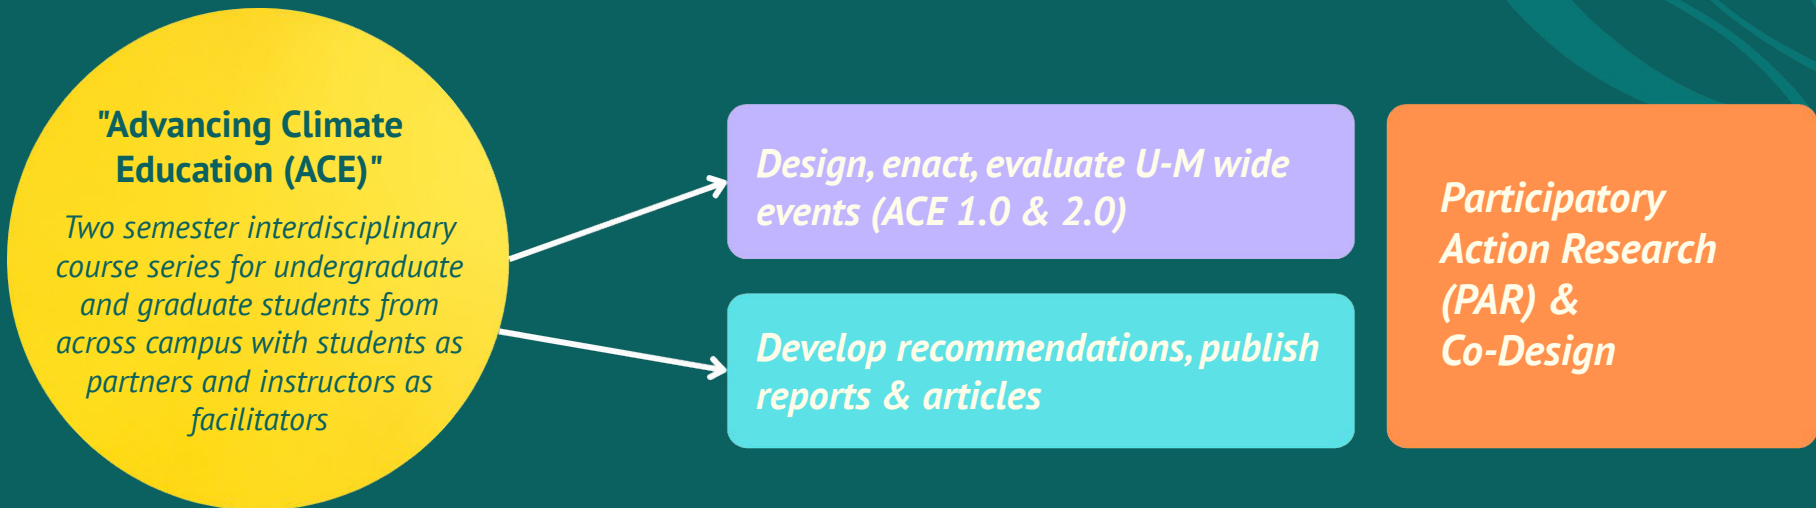 "Advancing Climate
Education (ACE)"
Two semester interdisciplinary
course series for undergraduate
and graduate students from
across campus with students as
partners and instructors as
facilitators
Design, enact, evaluate U-M wide
events (ACE 1.0 & 2.0)
Develop recommendations, publish
reports & articles
Participatory
Action Research
(PAR) &
Co-Design